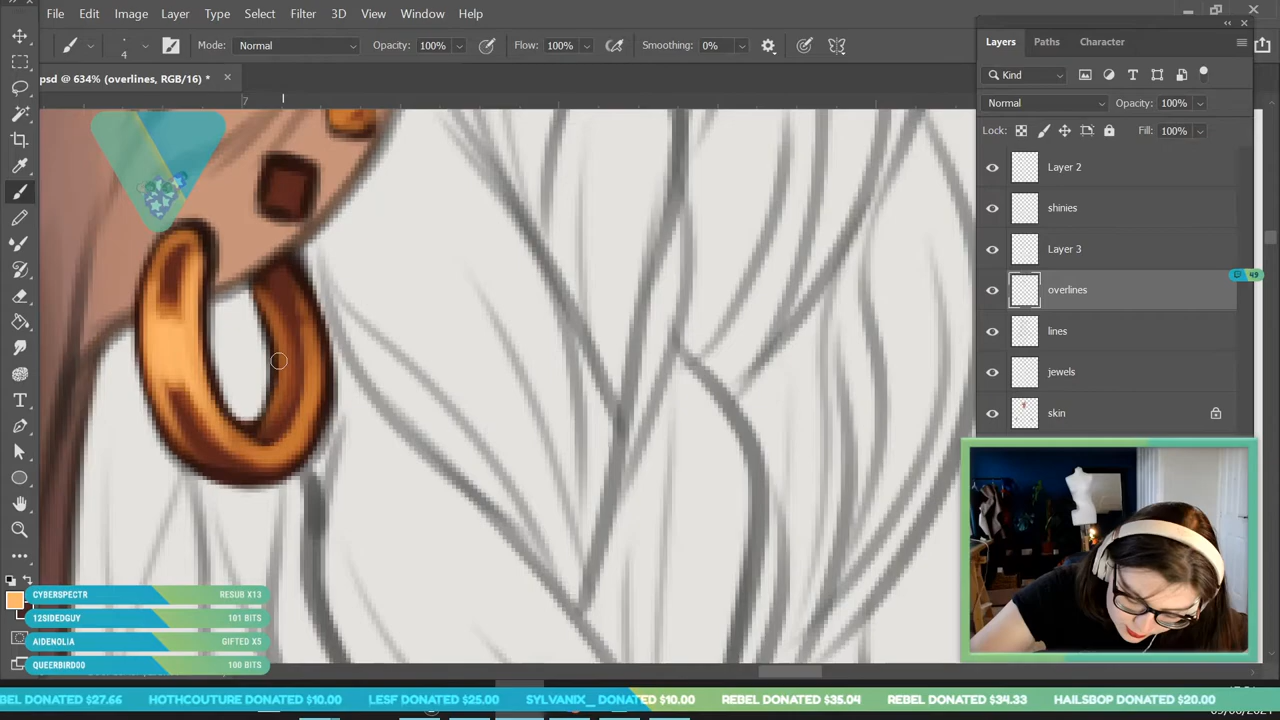 File Edit Image Layer Type Select Filter 3D View Window Help
4 Mode: Normal Opacity: 100% Flow: 100% Smoothing: 0%
psd @ 634% (overlines, RGB/16) *
7
Layers Paths Character
Kind
Normal Opacity: 100%
Lock: Fill: 100%
Layer 2
shinies
Layer 3
49
overlines
lines
jewels
skin
CYBERSPECTR RESUB X13
12SIDEDGUY 101 BITS
AIDENOLIA GIFTED X5
QUEERBIRD00 100 BITS
REBEL DONATED $27.66 HOTHCOUTURE DONATED $10.00 LESF DONATED $25.00 SYLVANIX_ DONATED $10.00 REBEL DONATED $35.04 REBEL DONATED $34.33 HAILSBOP DONATED $20.00